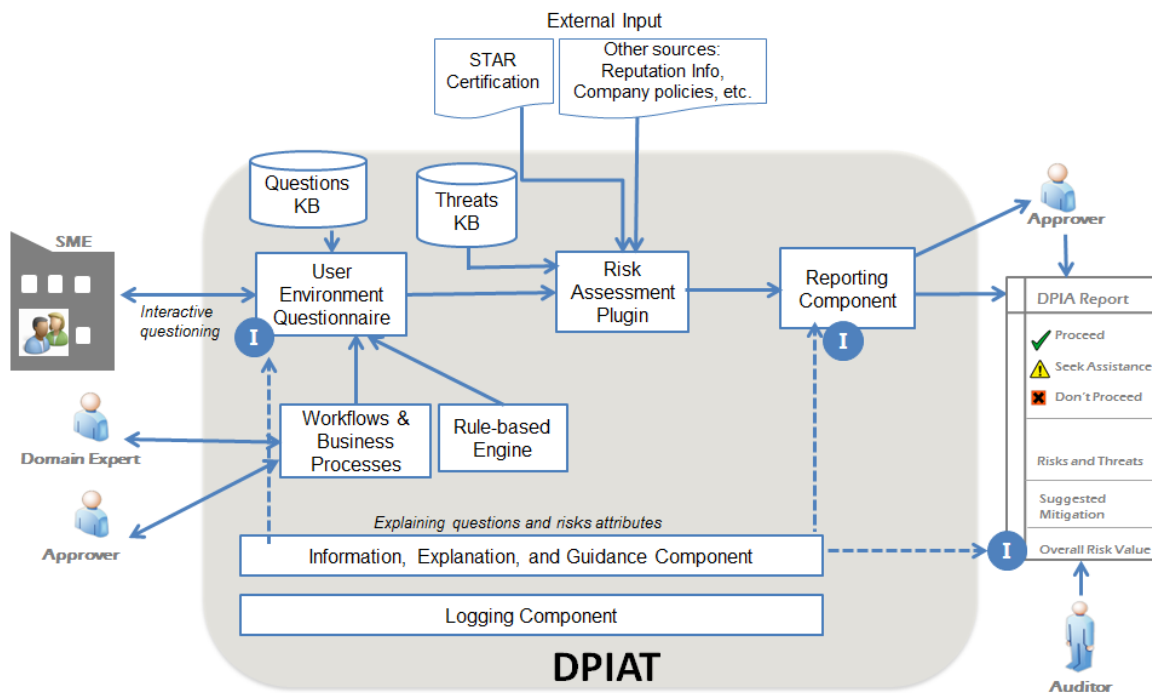 External Input
STAR
Certification
Other sources:
Reputation Info,
Company policies, etc.
Questions
KB
Threats
KB
Approver
SME
User
Environment
Questionnaire
Risk
Assessment
Plugin
Reporting
Component
Interactive
questioning
I
I
DPIA Report
Proceed
Seek Assistance
Don't Proceed
Risks and Threats
Suggested
Mitigation
Overall Risk Value
I
Workflows &
Business
Processes
Rule-based
Engine
Domain Expert
Approver
Explaining questions and risks attributes
Information, Explanation, and Guidance Component
Logging Component
DPIAT
Auditor